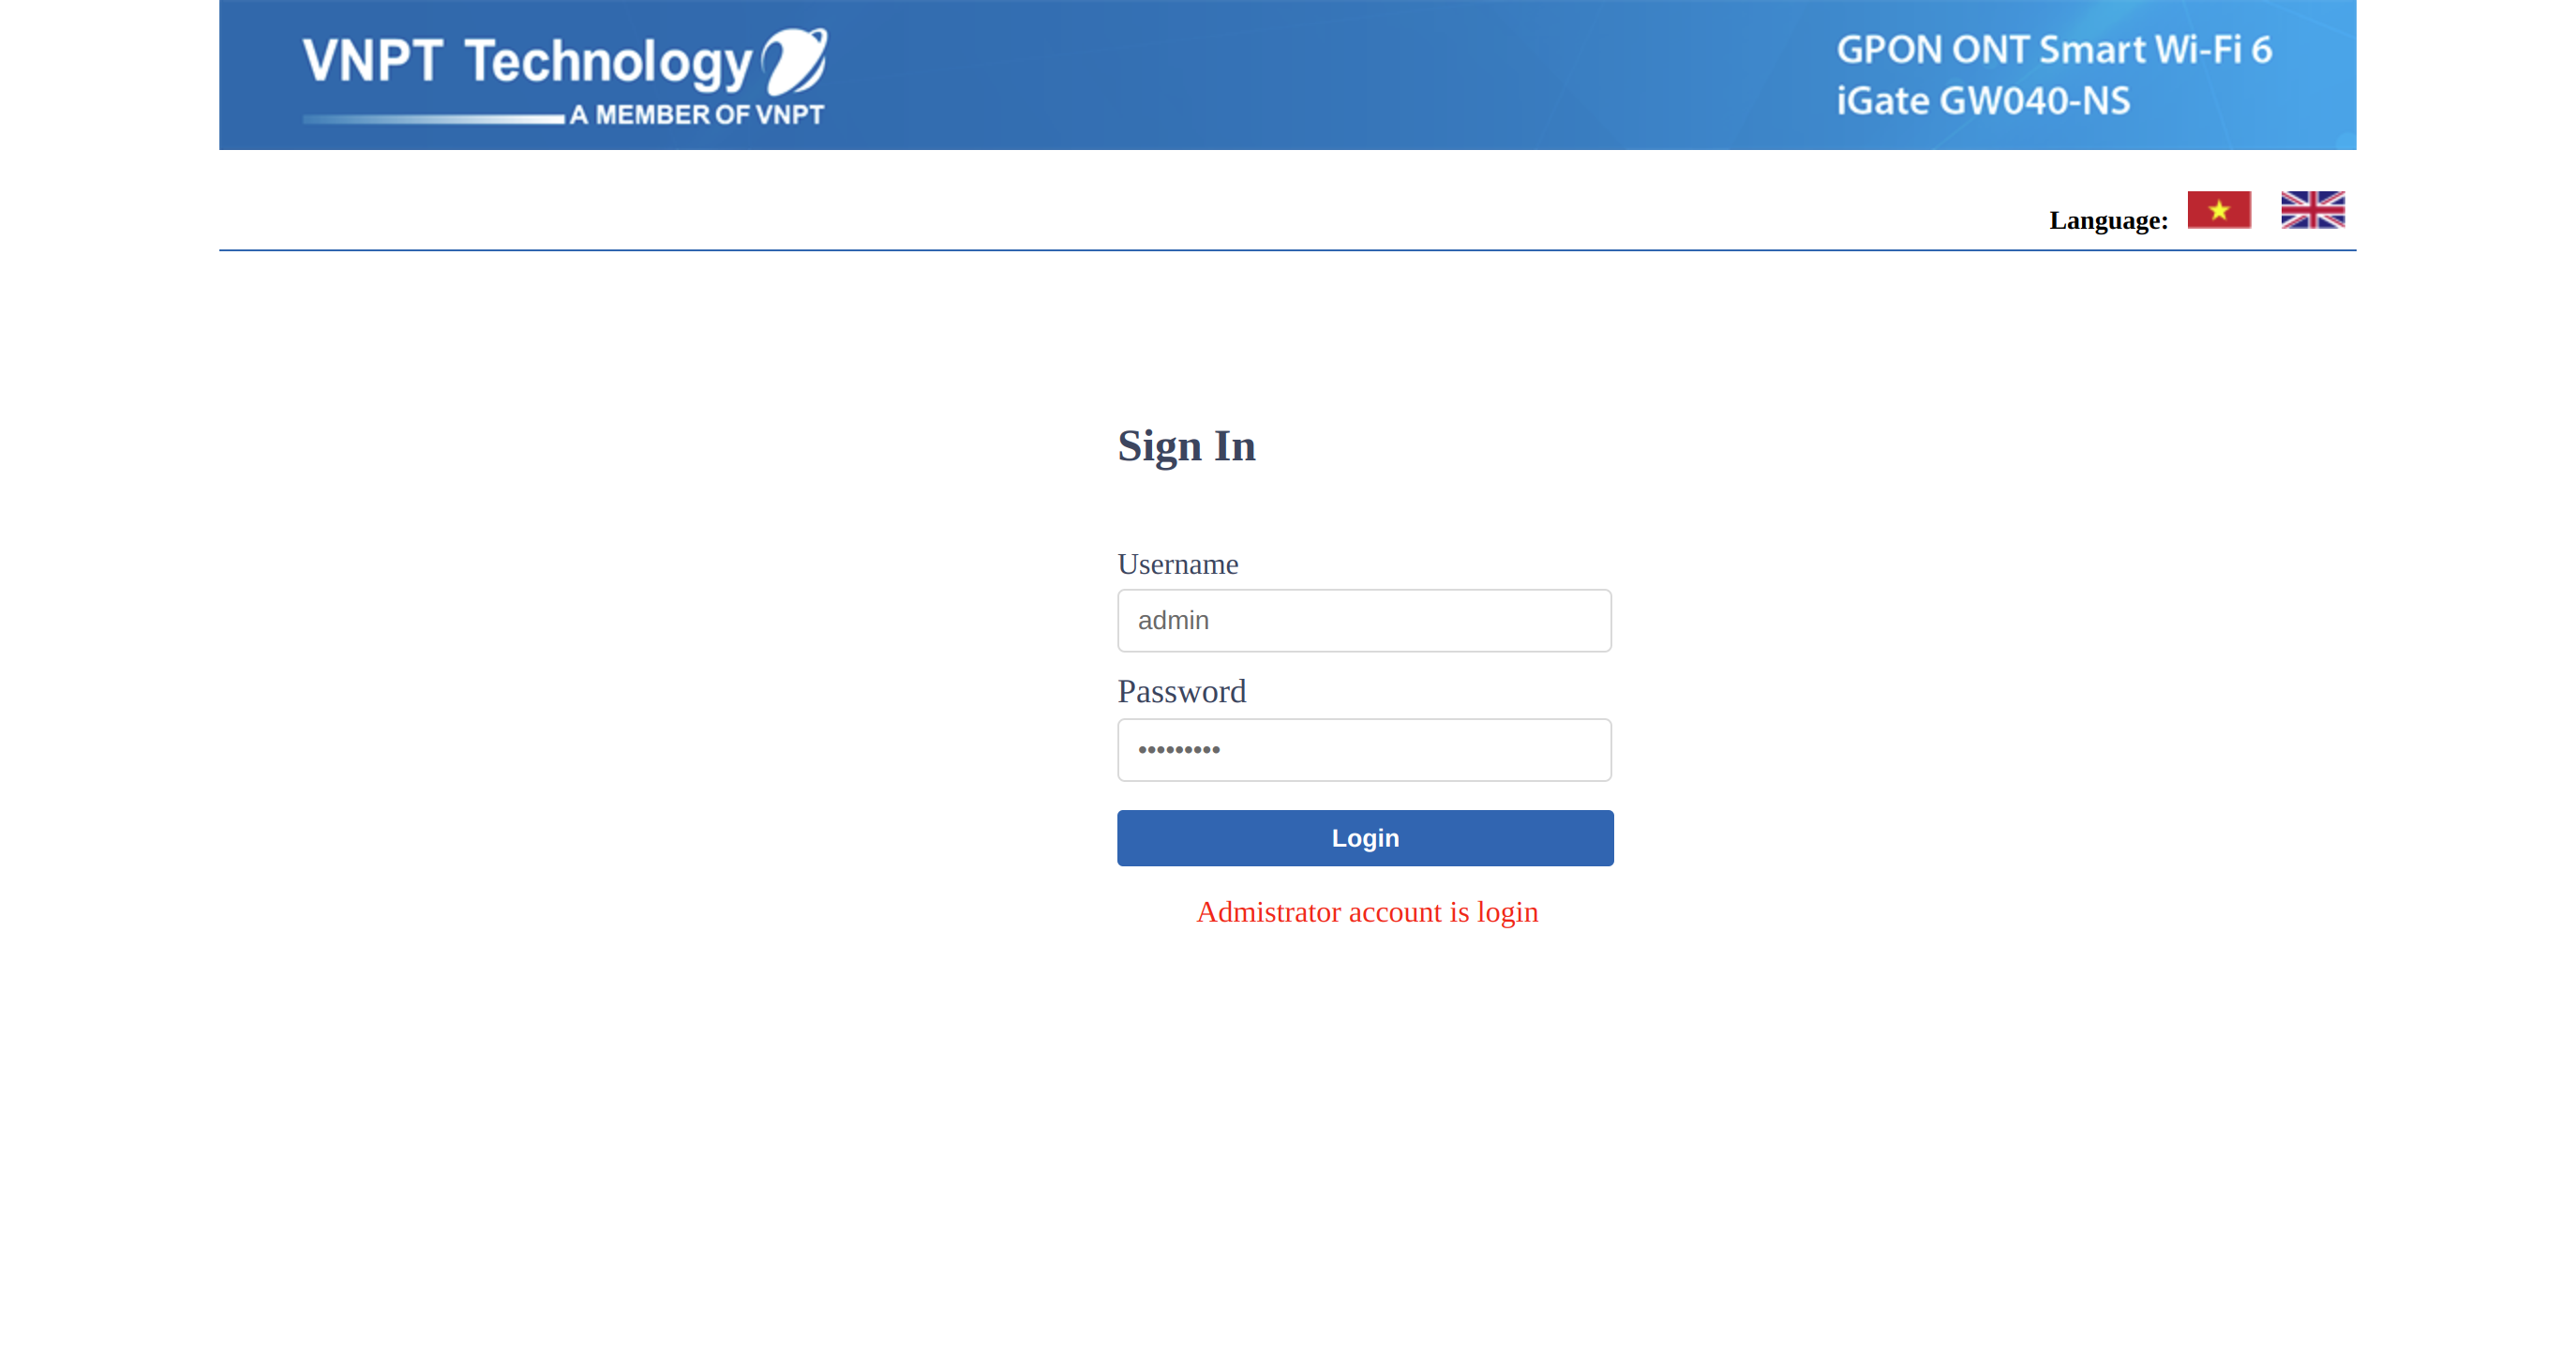 VNPT Technology
A MEMBER OF VNPT
GPON ONT Smart Wi-Fi 6
iGate GW040-NS
Language:
Sign In
Username
admin
Password
•••••••••
Login
Admistrator account is login